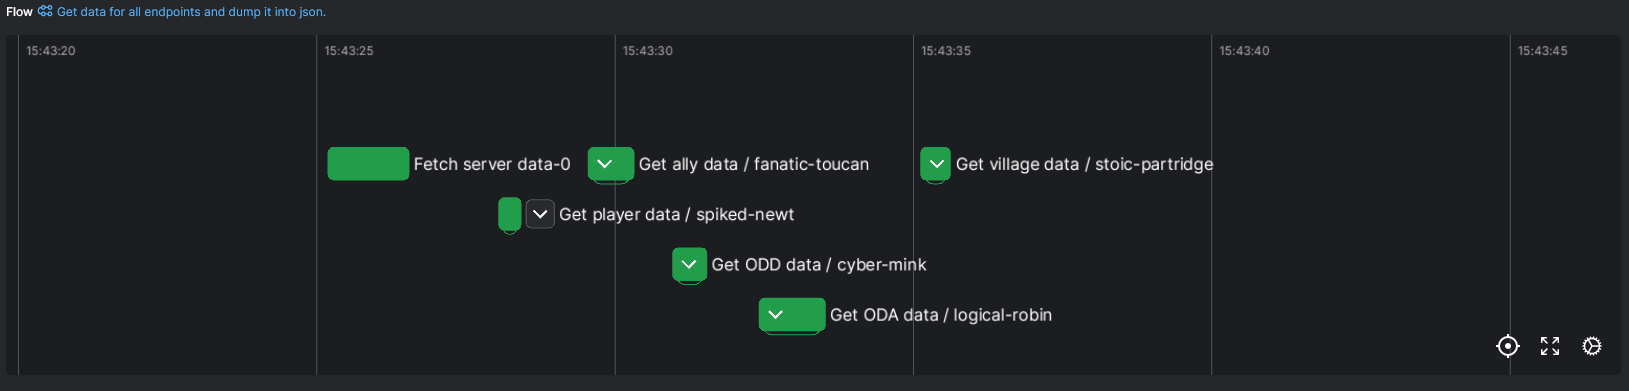 Flow Get data for all endpoints and dump it into json.
15:43:20 15:43:25 15:43:30 15:43:35 15:43:40 15:43:45
Fetch server data-0 Get ally data / fanatic-toucan Get village data / stoic-partridge
Get player data / spiked-newt
Get ODD data / cyber-mink
Get ODA data / logical-robin